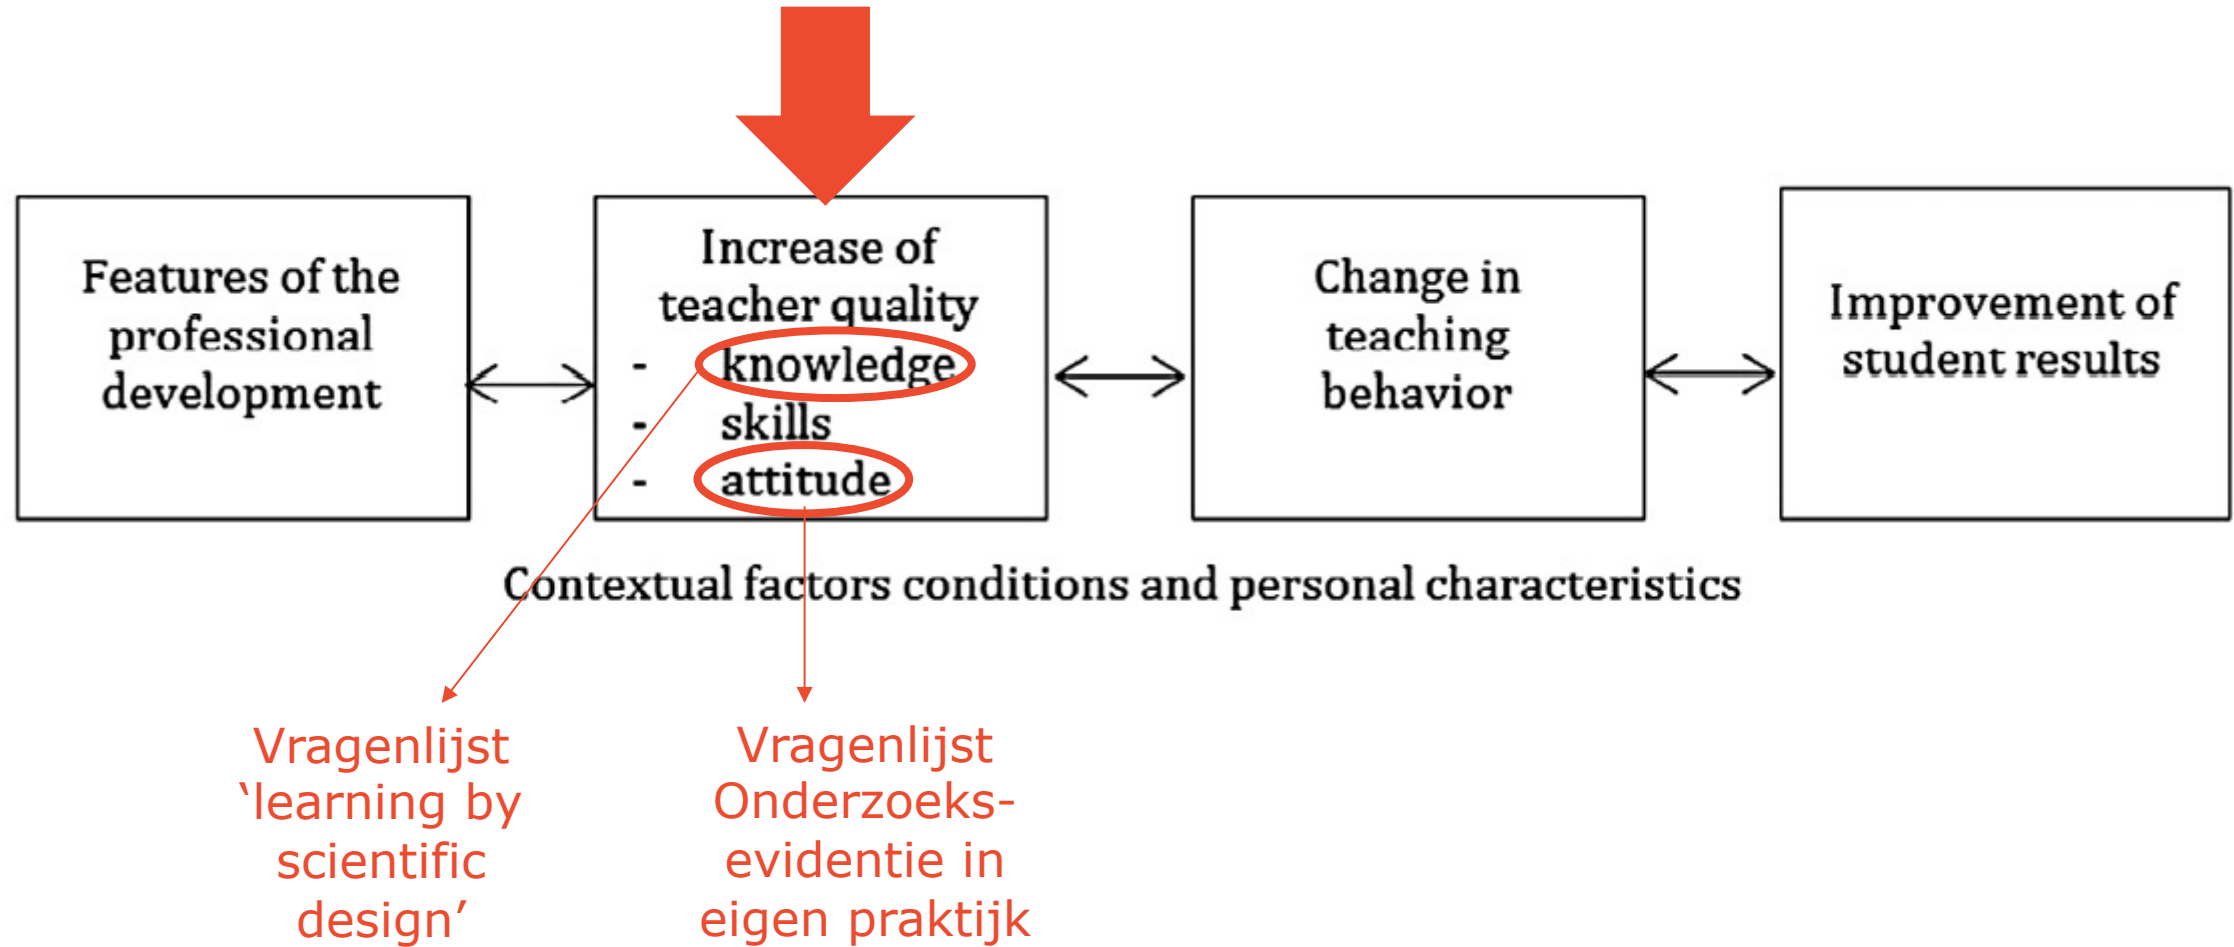 Features of the
professional
development
Increase of
teacher quality
- knowledge
- skills
- attitude
Change in
teaching
behavior
Improvement of
student results
Contextual factors conditions and personal characteristics
Vragenlijst
‘learning by
scientific
design’
Vragenlijst
Onderzoeks-
evidentie in
eigen praktijk